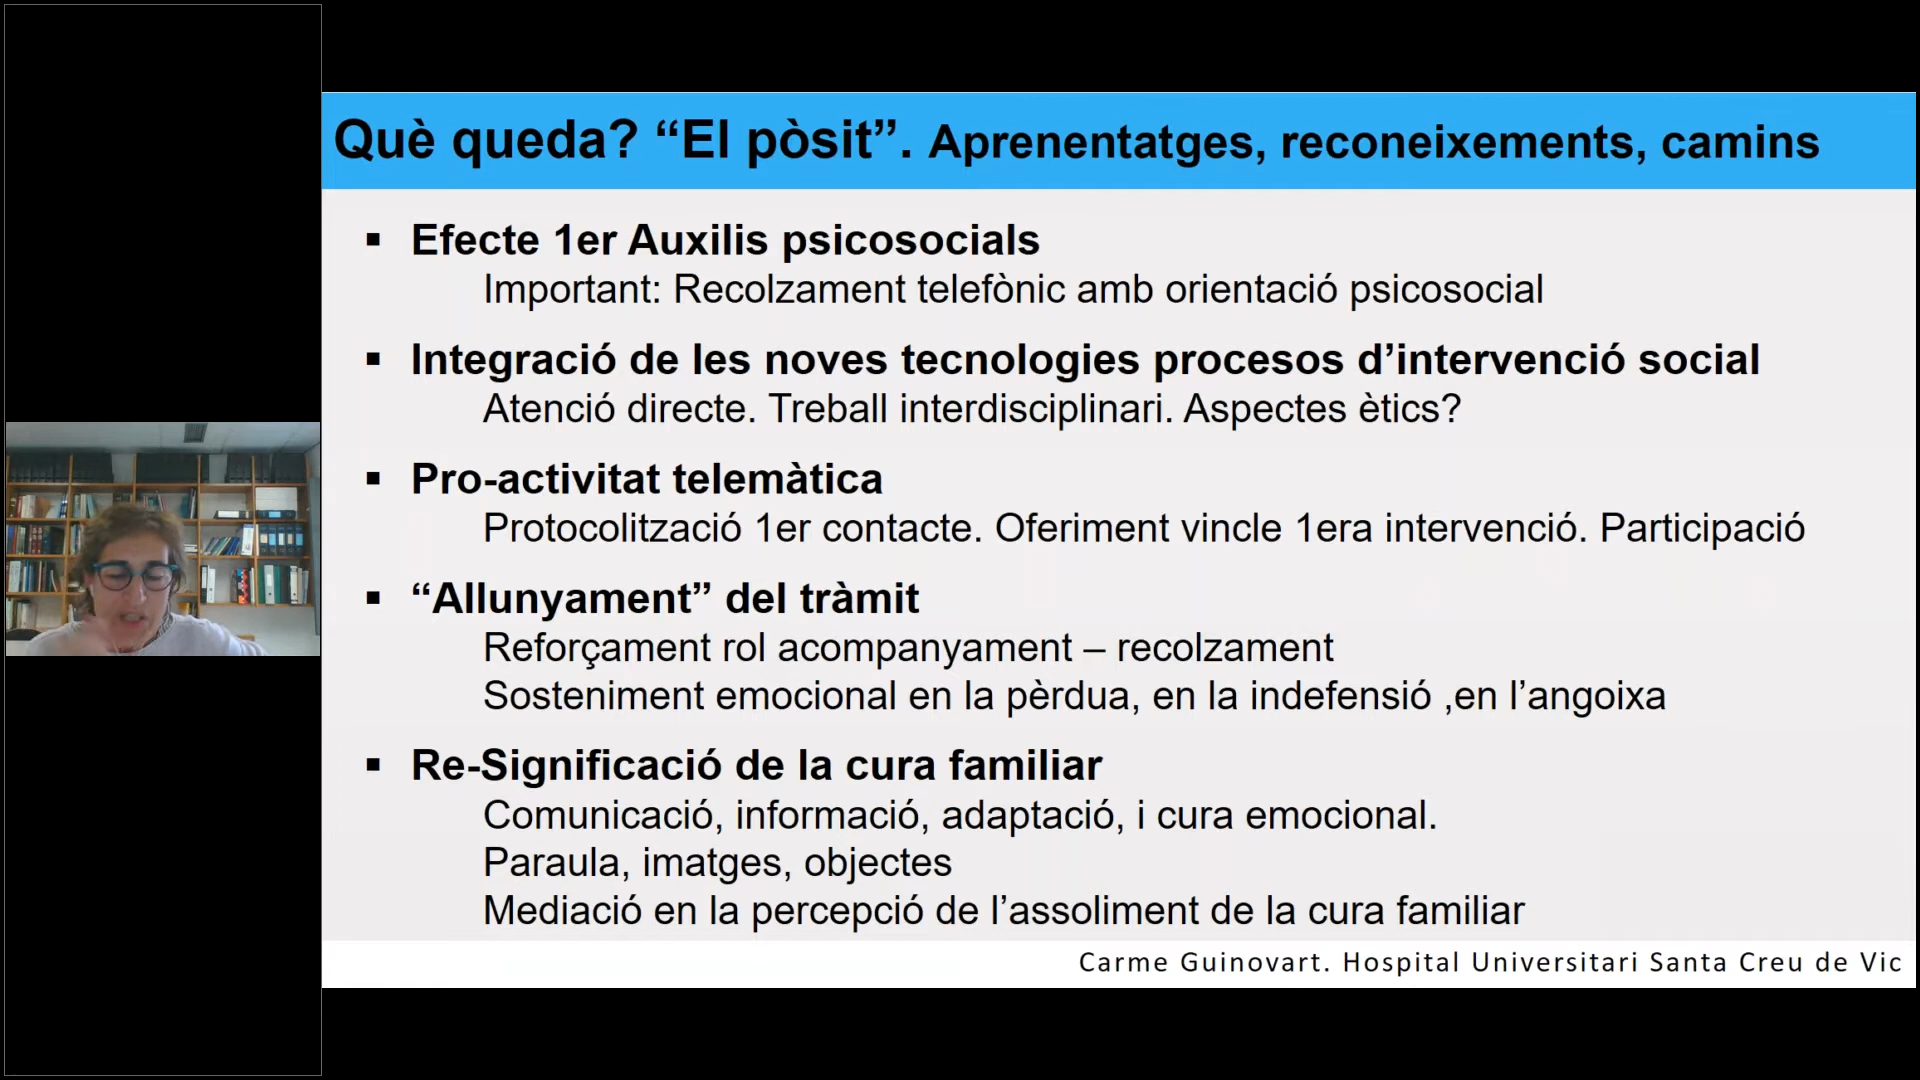 Què queda? “El pòsit”. Aprenentatges, reconeixements, camins
▪ Efecte 1er Auxilis psicosocials
Important: Recolzament telefònic amb orientació psicosocial
▪ Integració de les noves tecnologies procesos d’intervenció social
Atenció directe. Treball interdisciplinari. Aspectes ètics?
▪ Pro-activitat telemàtica
Protocolització 1er contacte. Oferiment vincle 1era intervenció. Participació
▪ “Allunyament” del tràmit
Reforçament rol acompanyament – recolzament
Sosteniment emocional en la pèrdua, en la indefensió ,en l’angoixa
▪ Re-Significació de la cura familiar
Comunicació, informació, adaptació, i cura emocional.
Paraula, imatges, objectes
Mediació en la percepció de l’assoliment de la cura familiar
Carme Guinovart. Hospital Universitari Santa Creu de Vic